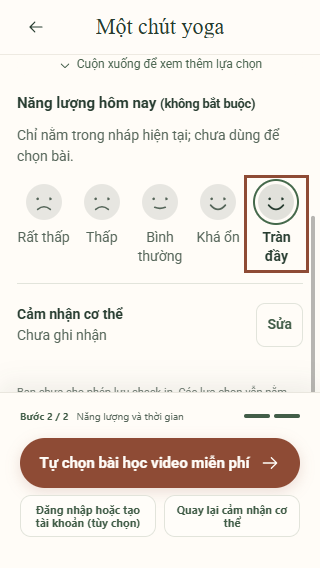 Một chút yoga
Cuộn xuống để xem thêm lựa chọn
Năng lượng hôm nay (không bắt buộc)
Chỉ nằm trong nháp hiện tại; chưa dùng để
chọn bài.
Rất thấp
Thấp
Bình
thường
Khá ổn
Tràn
đầy
Cảm nhận cơ thể
Chưa ghi nhận
Sửa
Bước 2 / 2 Năng lượng và thời gian
Tự chọn bài học video miễn phí
Đăng nhập hoặc tạo
tài khoản (tùy chọn)
Quay lại cảm nhận cơ
thể